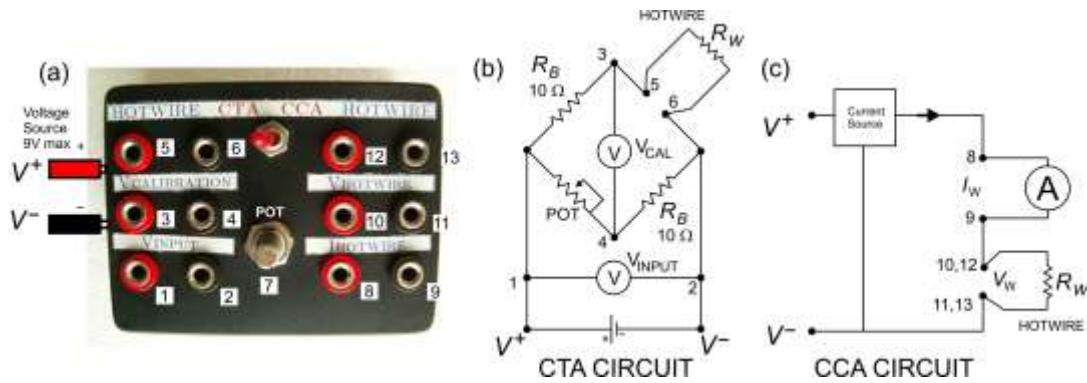 (a)
Voltage
Source
9V max
+
V+
V−
−
HOTWIRE CTA CCA HOTWIRE
5 6 12 13
VCALIBRATION VHOTWIRE
3 4 POT 10 11
VINPUT IHOTWIRE
1 2 7 8 9
(b)
HOTWIRE
RW
3
5
6
RB
10 Ω
V VCAL
POT
RB
10 Ω
4
1 V VINPUT 2
+ −
V+ V−
CTA CIRCUIT
(c)
V+
Current
Source
8
IW A
9
10,12
VW RW
11,13
HOTWIRE
V−
CCA CIRCUIT